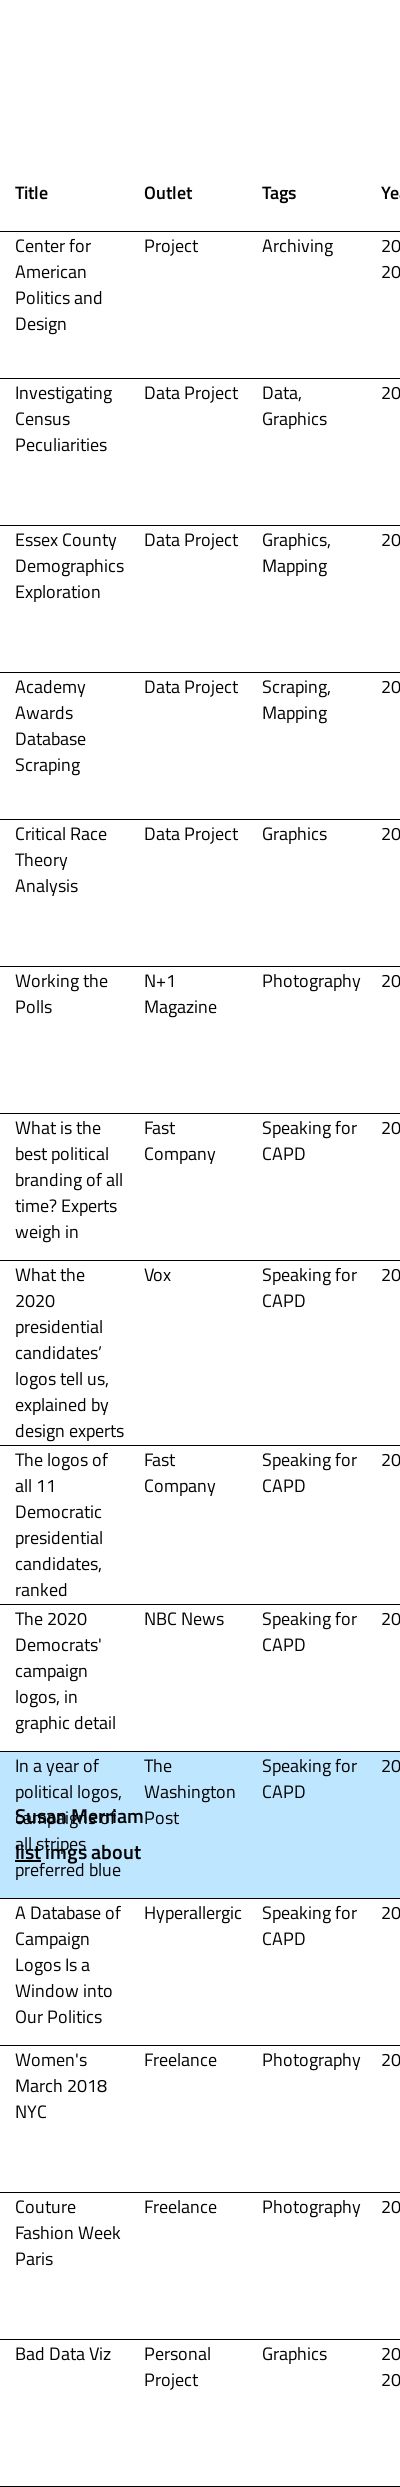 Title Outlet Tags Ye
Center for Project Archiving 20
American 20
Politics and
Design
Investigating Data Project Data, 20
Census Graphics
Peculiarities
Essex County Data Project Graphics, 20
Demographics Mapping
Exploration
Academy Data Project Scraping, 20
Awards Mapping
Database
Scraping
Critical Race Data Project Graphics 20
Theory
Analysis
Working the N+1 Photography 20
Polls Magazine
What is the Fast Speaking for 20
best political Company CAPD
branding of all
time? Experts
weigh in
What the Vox Speaking for 20
2020 CAPD
presidential
candidates’
logos tell us,
explained by
design experts
The logos of Fast Speaking for 20
all 11 Company CAPD
Democratic
presidential
candidates,
ranked
The 2020 NBC News Speaking for 20
Democrats' CAPD
campaign
logos, in
graphic detail
In a year of The Speaking for 20
political logos, Washington CAPD
campaigns of Post
Susan Merriam
all stripes
list imgs about
preferred blue
A Database of Hyperallergic Speaking for 20
Campaign CAPD
Logos Is a
Window into
Our Politics
Women's Freelance Photography 20
March 2018
NYC
Couture Freelance Photography 20
Fashion Week
Paris
Bad Data Viz Personal Graphics 20
Project 20